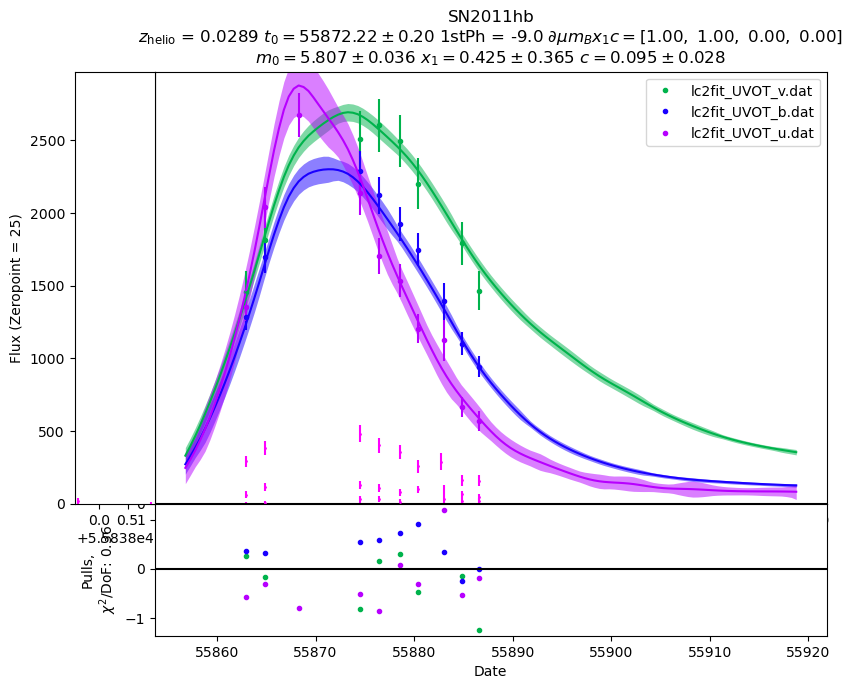 SN2011hb
z_helio = 0.0289 t_0 = 55872.22 ± 0.20 1stPh = -9.0 ∂μm_Bx_1c = [1.00, 1.00, 0.00, 0.00]
m_0 = 5.807 ± 0.036 x_1 = 0.425 ± 0.365 c = 0.095 ± 0.028
lc2fit_UVOT_v.dat
lc2fit_UVOT_b.dat
lc2fit_UVOT_u.dat
Flux (Zeropoint = 25)
2500
2000
1500
1000
500
0
0.0
0.5
1
0
−1
Pulls,
χ²/DoF:
55860
55870
55880
55890
55900
55910
55920
Date